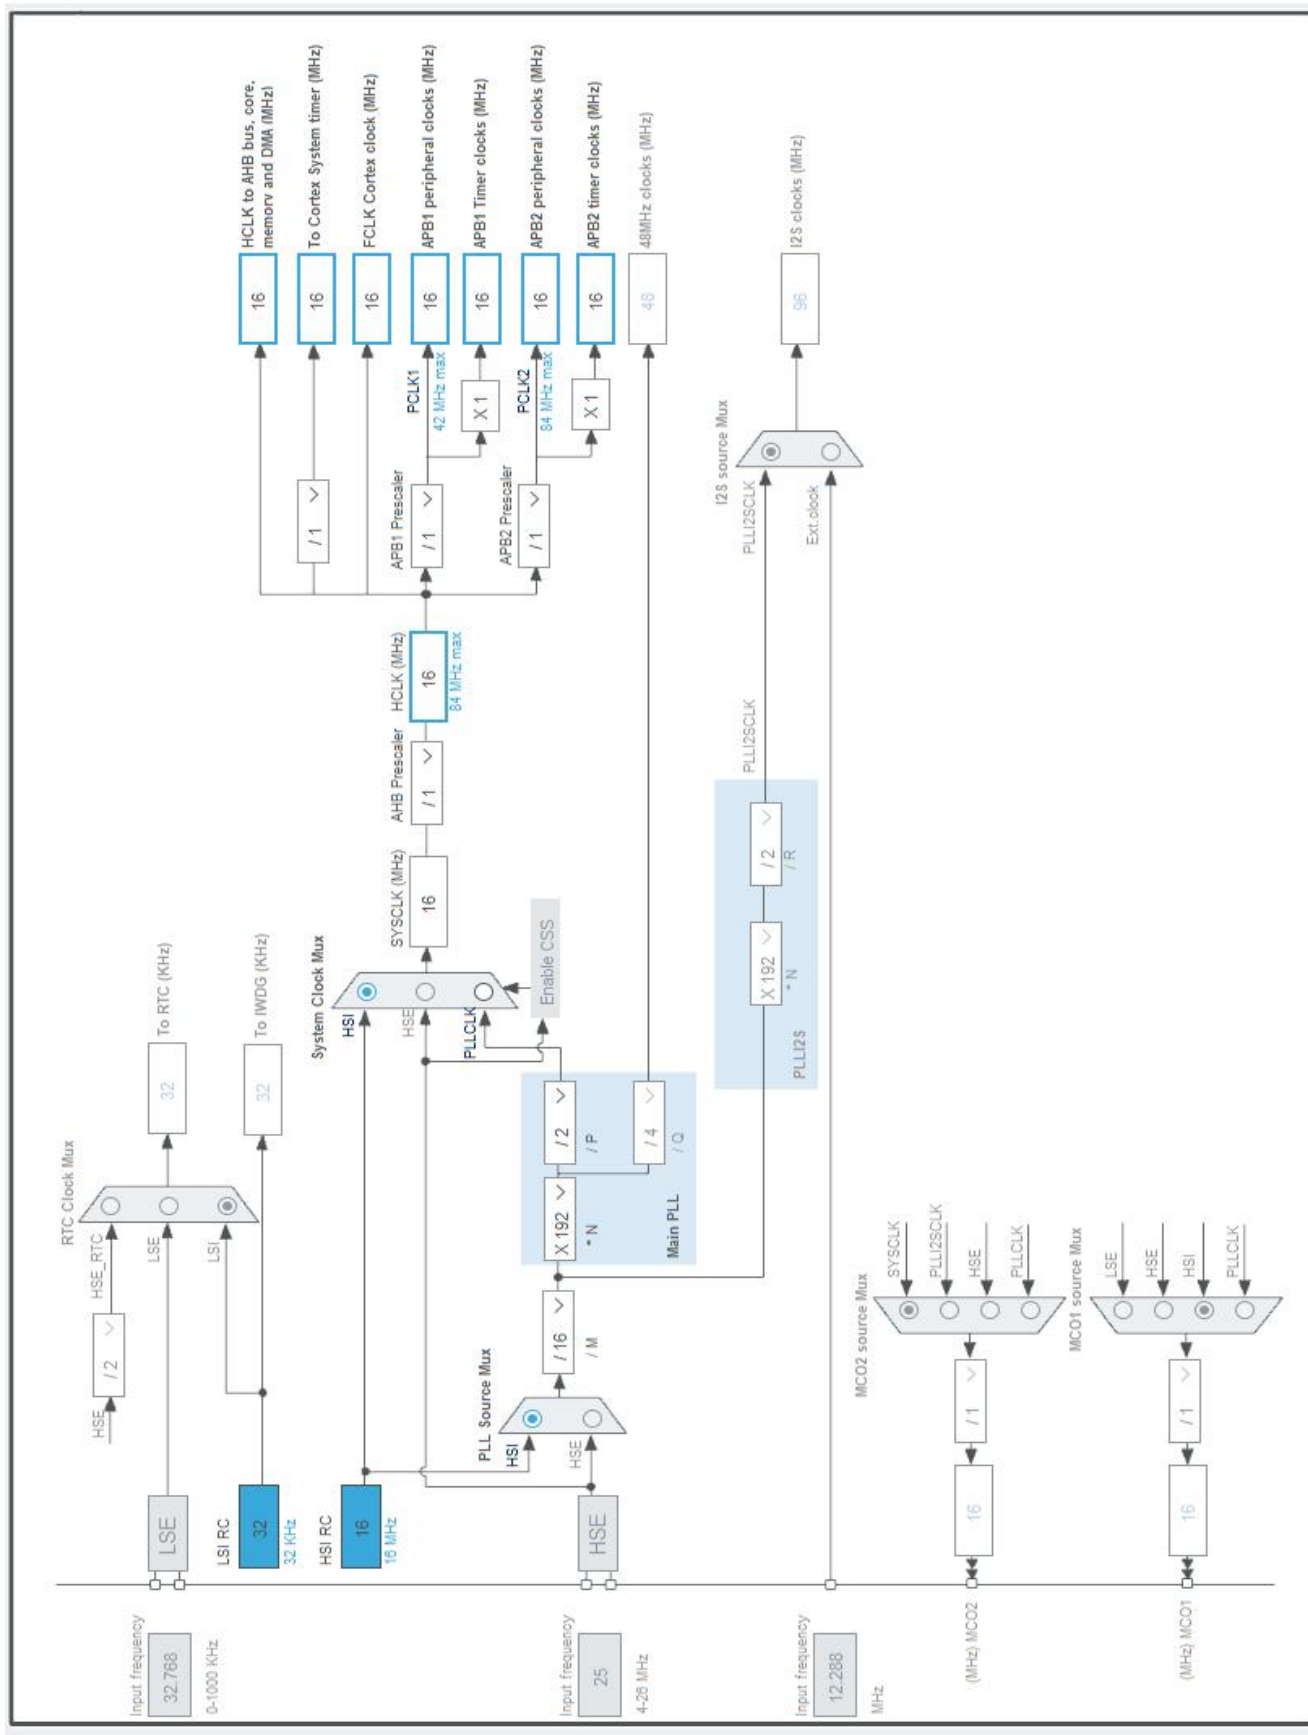 RTC Clock Mux
HSE
/ 2
HSE_RTC
LSE
LSI
32
To RTC (KHz)
Input frequency
32.768
0-1000 KHz
LSE
LSI RC
32
32 KHz
32
To IWDG (KHz)
HSI RC
16
16 MHz
System Clock Mux
HSI
HSE
PLLCLK
Enable CSS
SYSCLK (MHz)
16
AHB Prescaler
/ 1
HCLK (MHz)
16
84 MHz max
16
HCLK to AHB bus, core,
memory and DMA (MHz)
/ 1
16
To Cortex System timer (MHz)
16
FCLK Cortex clock (MHz)
APB1 Prescaler
/ 1
PCLK1
42 MHz max
16
APB1 peripheral clocks (MHz)
X 1
16
APB1 Timer clocks (MHz)
APB2 Prescaler
/ 1
PCLK2
84 MHz max
16
APB2 peripheral clocks (MHz)
X 1
16
APB2 timer clocks (MHz)
48
48MHz clocks (MHz)
PLL Source Mux
HSI
HSE
Input frequency
25
4-26 MHz
HSE
/ 16
/ M
X 192
* N
/ 2
/ P
/ 4
/ Q
Main PLL
X 192
* N
/ 2
/ R
PLLI2S
PLLI2SCLK
PLLI2SCLK
I2S source Mux
Ext.clock
96
I2S clocks (MHz)
Input frequency
12.288
MHz
MCO2 source Mux
SYSCLK
PLLI2SCLK
HSE
PLLCLK
/ 1
16
(MHz) MCO2
MCO1 source Mux
LSE
HSE
HSI
PLLCLK
/ 1
16
(MHz) MCO1